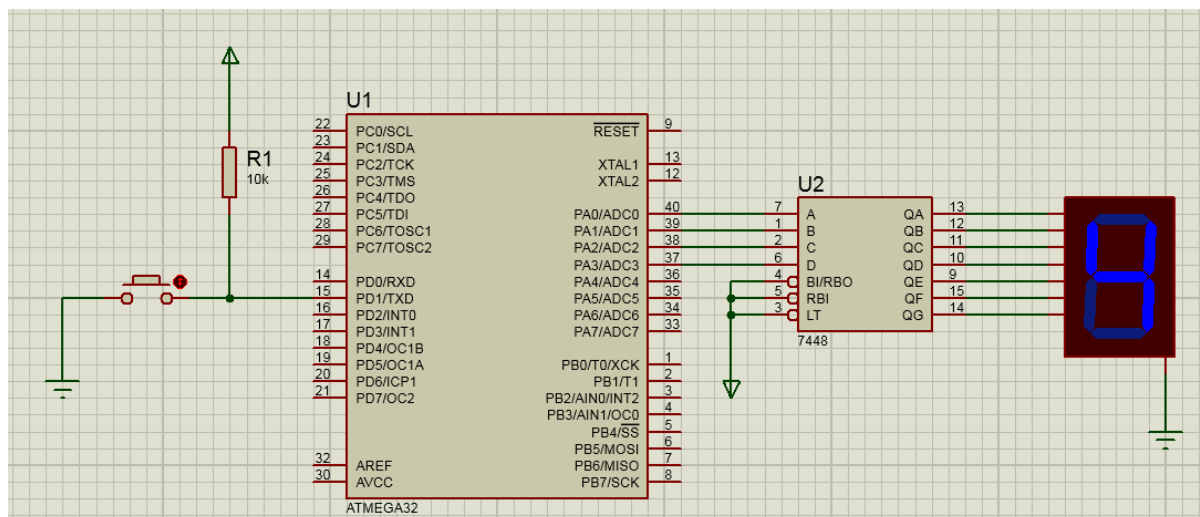 U1
22 PC0/SCL RESET 9
23 PC1/SDA
24 PC2/TCK XTAL1 13
25 PC3/TMS XTAL2 12
26 PC4/TDO
27 PC5/TDI PA0/ADC0 40
28 PC6/TOSC1 PA1/ADC1 39
29 PC7/TOSC2 PA2/ADC2 38
PA3/ADC3 37
14 PD0/RXD PA4/ADC4 36
15 PD1/TXD PA5/ADC5 35
16 PD2/INT0 PA6/ADC6 34
17 PD3/INT1 PA7/ADC7 33
18 PD4/OC1B
19 PD5/OC1A PB0/T0/XCK 1
20 PD6/ICP1 PB1/T1 2
21 PD7/OC2 PB2/AIN0/INT2 3
PB3/AIN1/OC0 4
PB4/SS 5
PB5/MOSI 6
32 AREF PB6/MISO 7
30 AVCC PB7/SCK 8
ATMEGA32
R1
10k
U2
7 A QA 13
1 B QB 12
2 C QC 11
6 D QD 10
4 BI/RBO QE 9
5 RBI QF 15
3 LT QG 14
7448